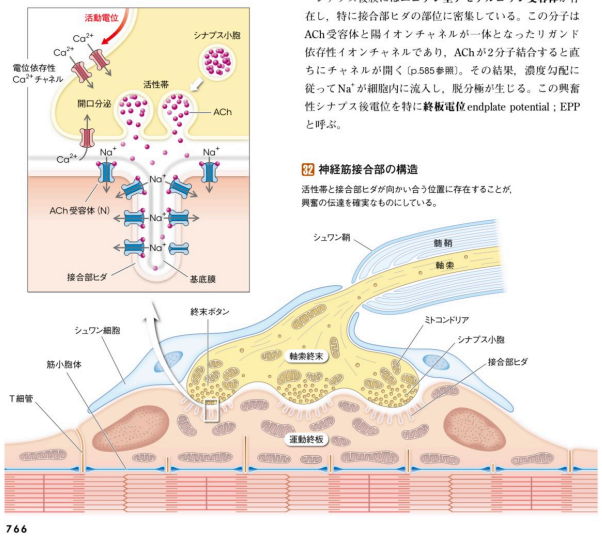 活動電位
Ca²⁺
Ca²⁺
電位依存性
Ca²⁺チャネル
シナプス小胞
活性帯
開口分泌
ACh
Ca²⁺
Na⁺
Na⁺
Na⁺
ACh 受容体(N)
Na⁺
Na⁺
接合部ヒダ
基底膜
在し,特に接合部ヒダの部位に密集している。この分子は
ACh 受容体と陽イオンチャネルが一体となったリガンド
依存性イオンチャネルであり,AChが2分子結合すると直
ちにチャネルが開く〔p.585参照〕。その結果,濃度勾配に
従ってNa⁺が細胞内に流入し,脱分極が生じる。この興奮
性シナプス後電位を特に終板電位 endplate potential;EPP
と呼ぶ。
32 神経筋接合部の構造
活性帯と接合部ヒダが向かい合う位置に存在することが,
興奮の伝達を確実なものにしている。
シュワン鞘
髄鞘
軸索
終末ボタン
ミトコンドリア
シュワン細胞
シナプス小胞
軸索終末
接合部ヒダ
筋小胞体
T細管
運動終板
766